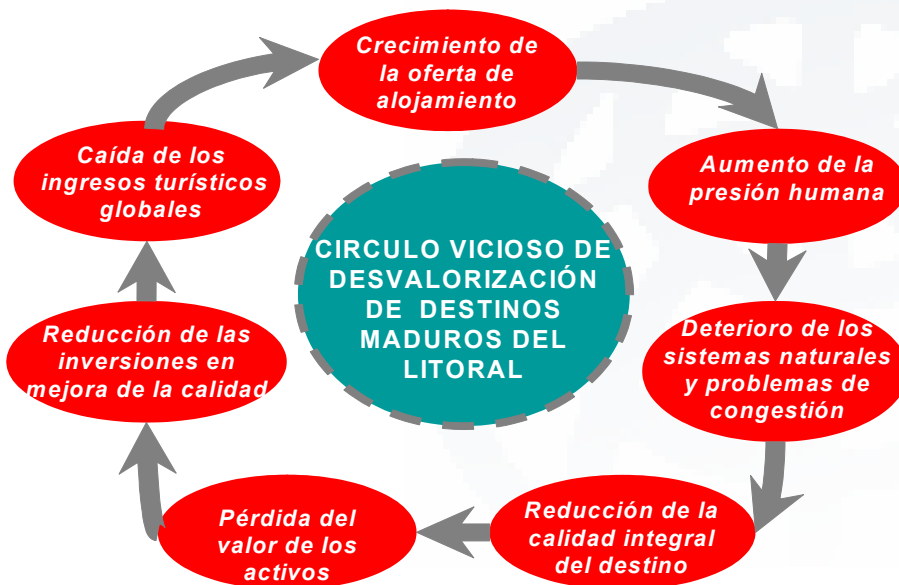 Crecimiento de
la oferta de
alojamiento
Aumento de la
presión humana
Deterioro de los
sistemas naturales
y problemas de
congestión
Reducción de la
calidad integral
del destino
Pérdida del
valor de los
activos
Reducción de las
inversiones en
mejora de la calidad
Caída de los
ingresos turísticos
globales
CIRCULO VICIOSO DE
DESVALORIZACIÓN
DE DESTINOS
MADUROS DEL
LITORAL